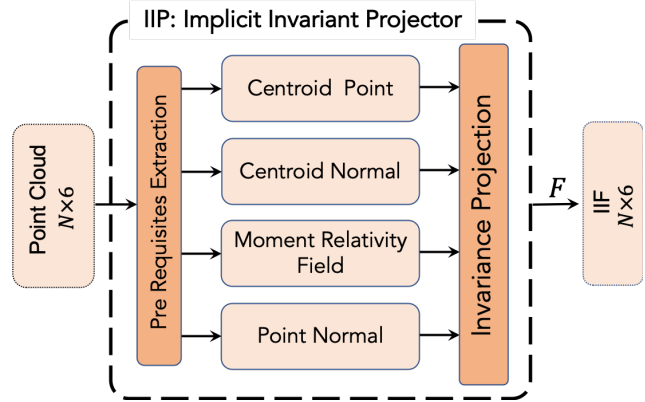 IIP: Implicit Invariant Projector
Point Cloud
N×6
Pre Requisites Extraction
Centroid Point
Centroid Normal
Moment Relativity
Field
Point Normal
Invariance Projection
F
IIF
N×6